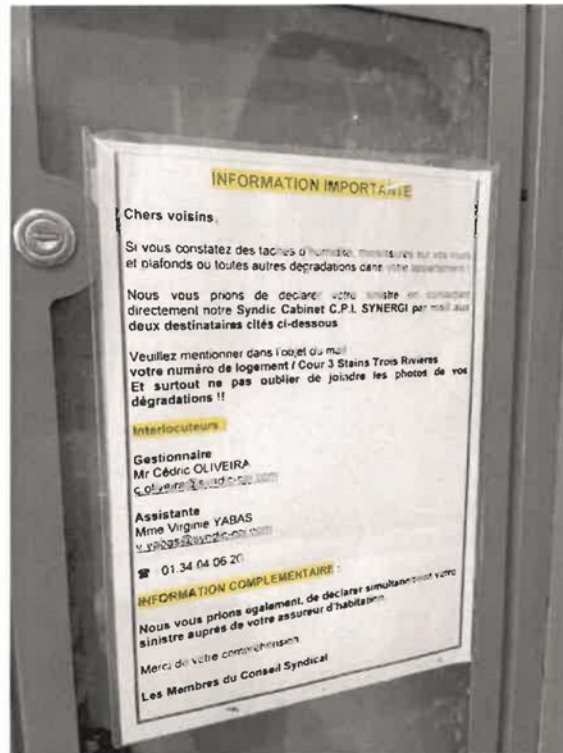 INFORMATION IMPORTANTE
Chers voisins,
Si vous constatez des taches d'humidité, moisissures sur vos murs
et plafonds ou toutes autres dégradations dans votre appartement
Nous vous prions de déclarer votre sinistre en contactant
directement notre Syndic Cabinet C.P.I. SYNERGI par mail aux
deux destinataires cités ci-dessous
Veuillez mentionner dans l'objet du mail
votre numéro de logement / Cour 3 Stains Trois Rivières
Et surtout ne pas oublier de joindre les photos de vos
dégradations !!
Interlocuteurs :
Gestionnaire
Mr Cédric OLIVEIRA
Assistante
Mme Virginie YABAS
☎ 01.34 04 06
INFORMATION COMPLEMENTAIRE :
Nous vous prions également, de déclarer simultanément votre
sinistre auprès de votre assureur d'habitation
Merci de votre compréhension
Les Membres du Conseil Syndical